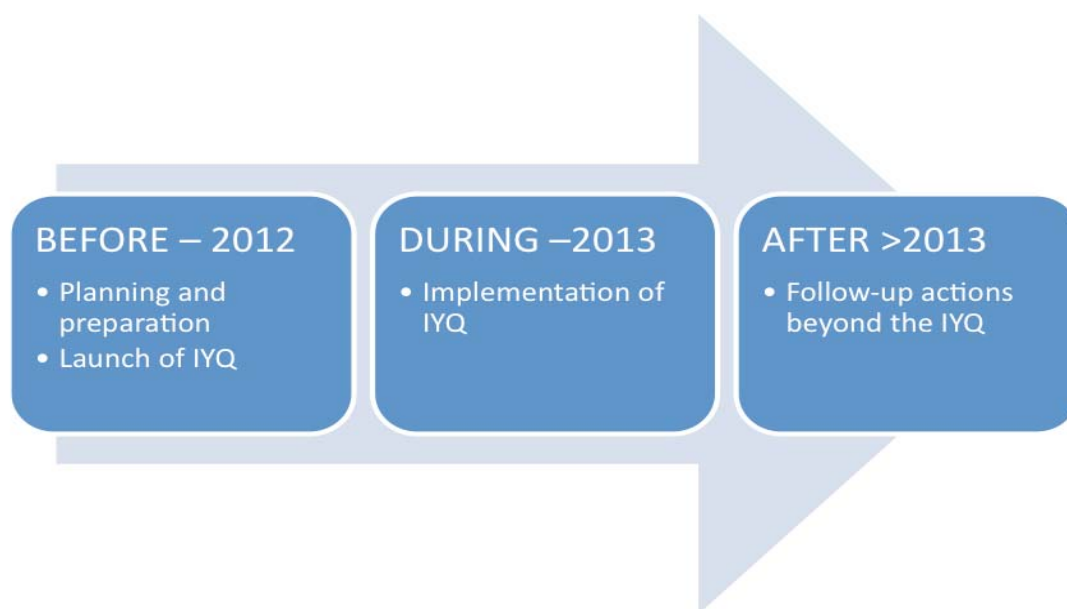 BEFORE – 2012
• Planning and
preparation
• Launch of IYQ
DURING –2013
• Implementation of
IYQ
AFTER >2013
• Follow-up actions
beyond the IYQ